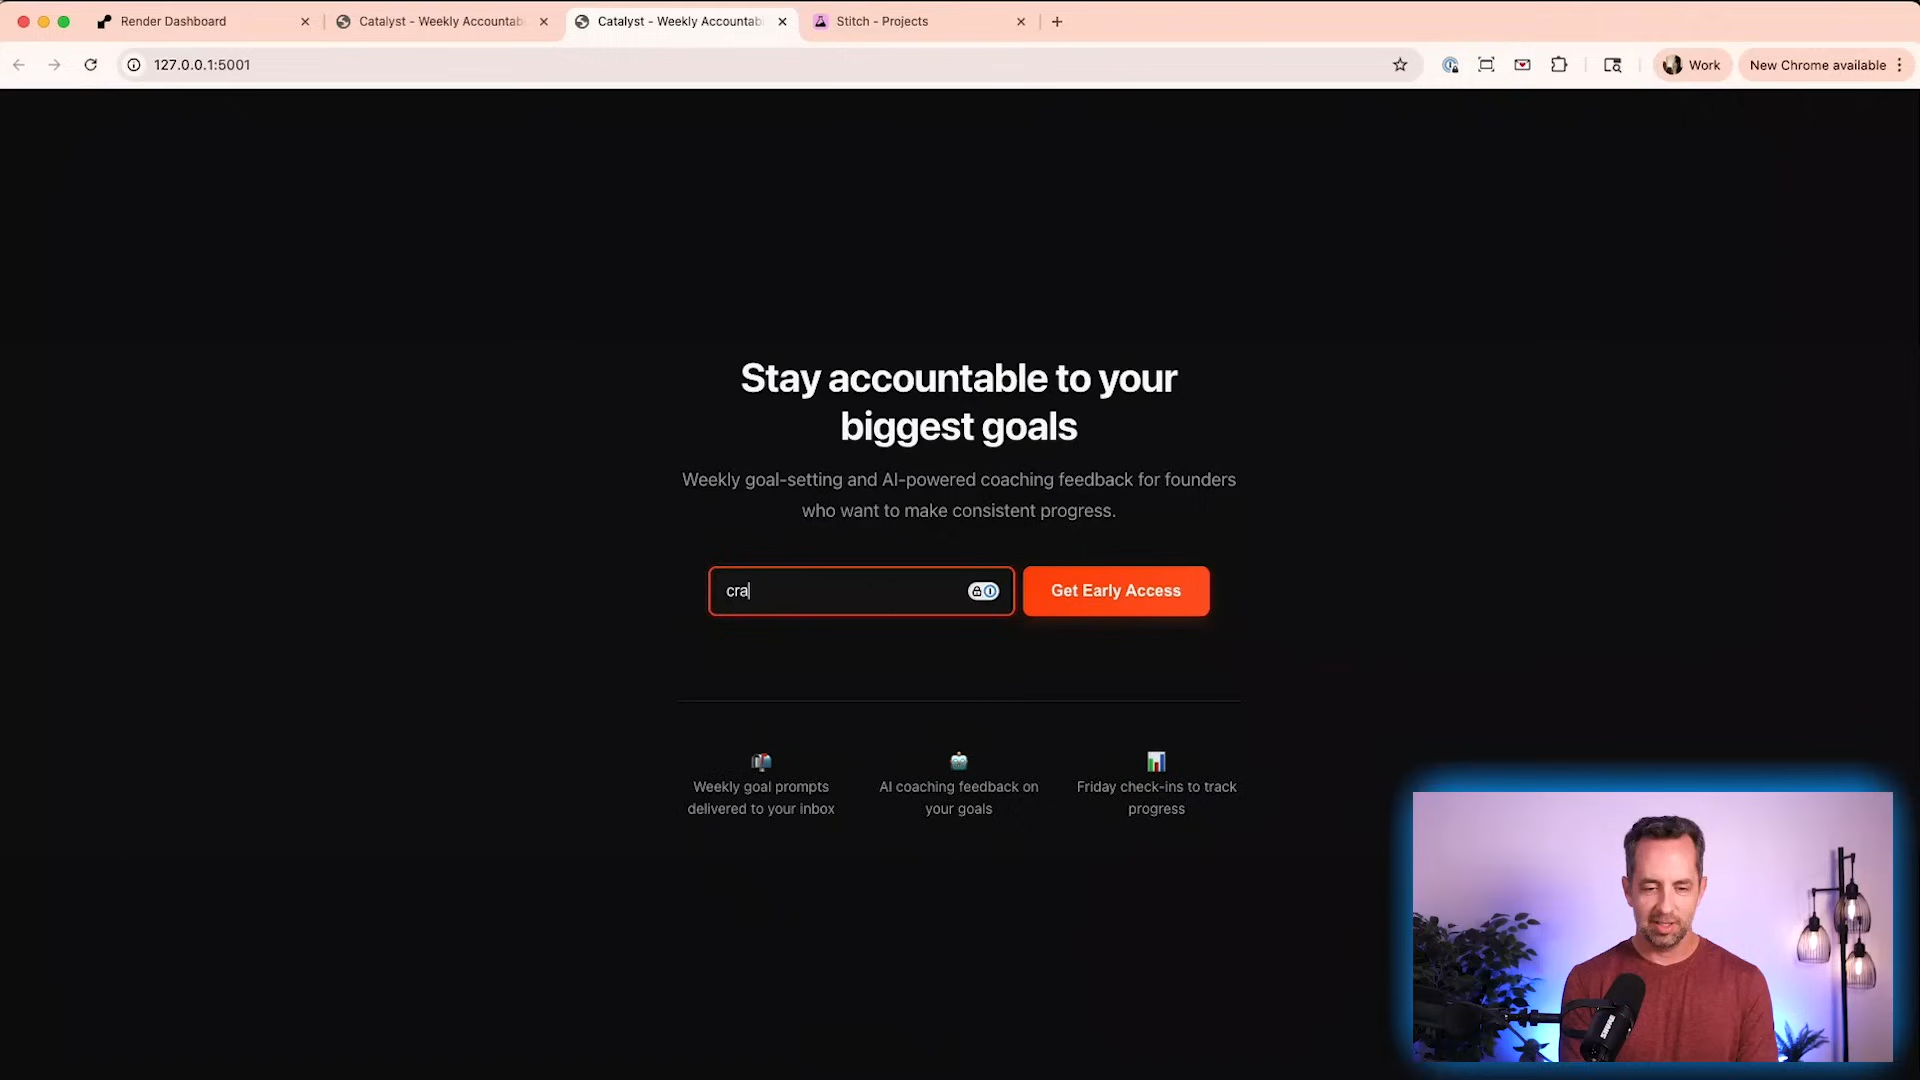 Render Dashboard
Catalyst - Weekly Accountab
Catalyst - Weekly Accountab
Stitch - Projects
127.0.0.1:5001
Work
New Chrome available
Stay accountable to your
biggest goals
Weekly goal-setting and AI-powered coaching feedback for founders
who want to make consistent progress.
cra
Get Early Access
Weekly goal prompts
delivered to your inbox
AI coaching feedback on
your goals
Friday check-ins to track
progress